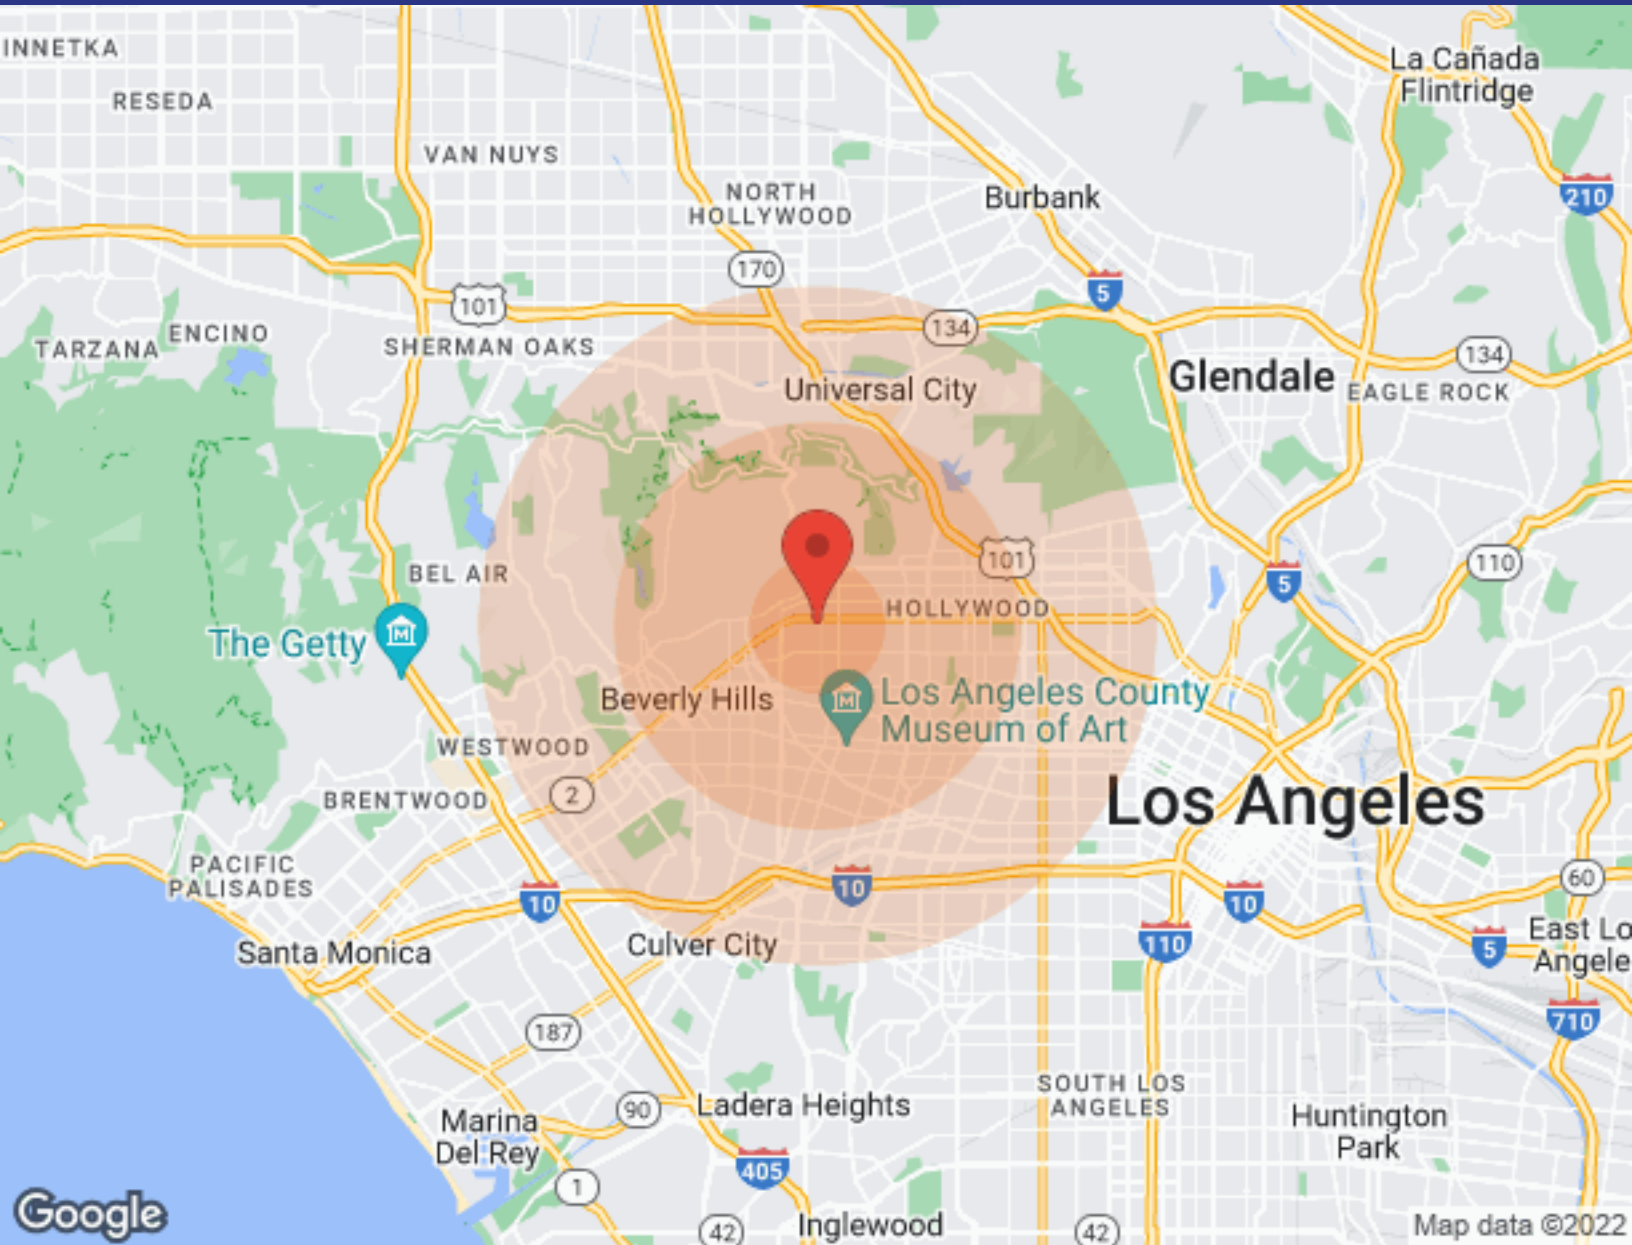 INNETKA
La Cañada
Flintridge
RESEDA
VAN NUYS
NORTH
HOLLYWOOD
Burbank
210
170
5
101
134
TARZANA
ENCINO
SHERMAN OAKS
134
Universal City
Glendale
EAGLE ROCK
101
110
BEL AIR
5
HOLLYWOOD
The Getty
Beverly Hills
Los Angeles County
Museum of Art
WESTWOOD
2
BRENTWOOD
Los Angeles
PACIFIC
PALISADES
10
10
10
60
Santa Monica
Culver City
110
5
East Lo
Angele
187
710
90
Ladera Heights
SOUTH LOS
ANGELES
Marina
Del Rey
Huntington
Park
405
1
Google
42
Inglewood
42
Map data ©2022